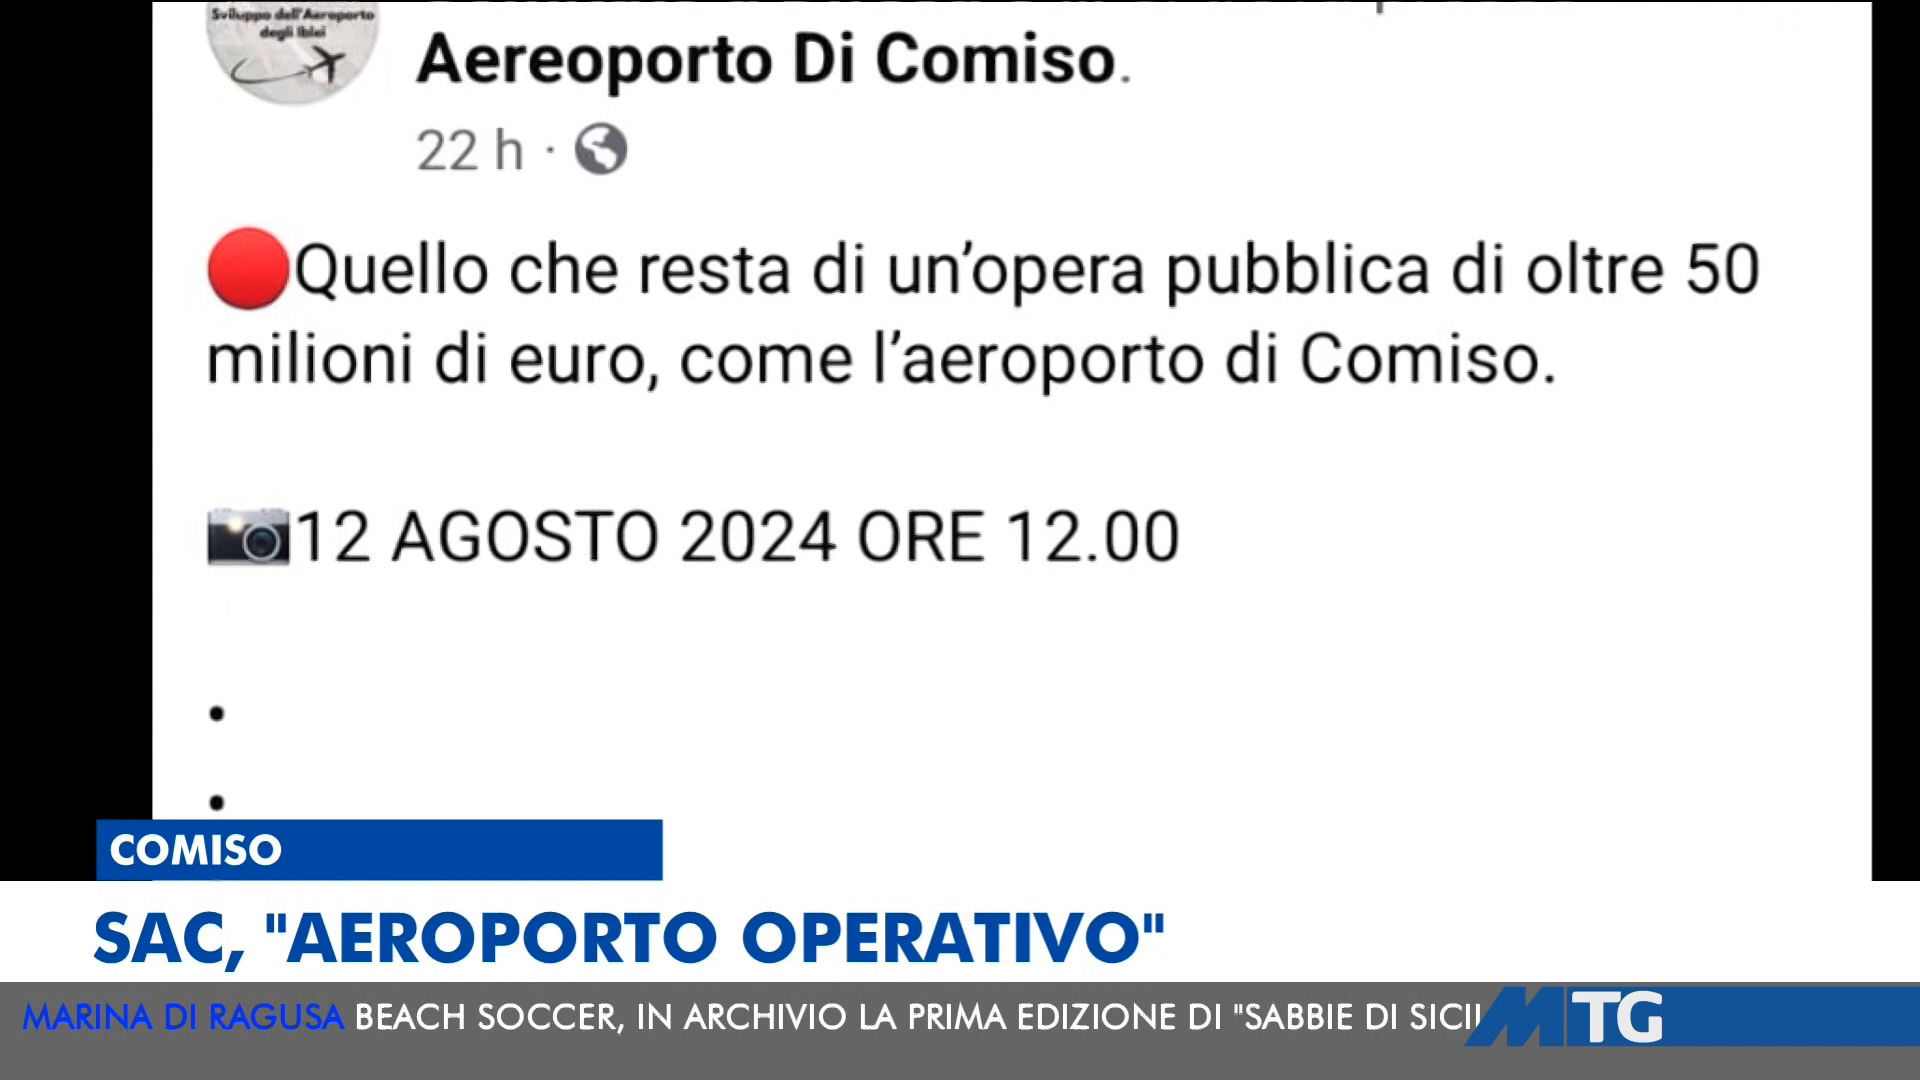 Sviluppo dell'Aeroporto
degli Iblei
Aereoporto Di Comiso.
22 h ·
Quello che resta di un’opera pubblica di oltre 50
milioni di euro, come l’aeroporto di Comiso.
12 AGOSTO 2024 ORE 12.00
•
•
COMISO
SAC, "AEROPORTO OPERATIVO"
MARINA DI RAGUSA BEACH SOCCER, IN ARCHIVIO LA PRIMA EDIZIONE DI "SABBIE DI SICI
MTG